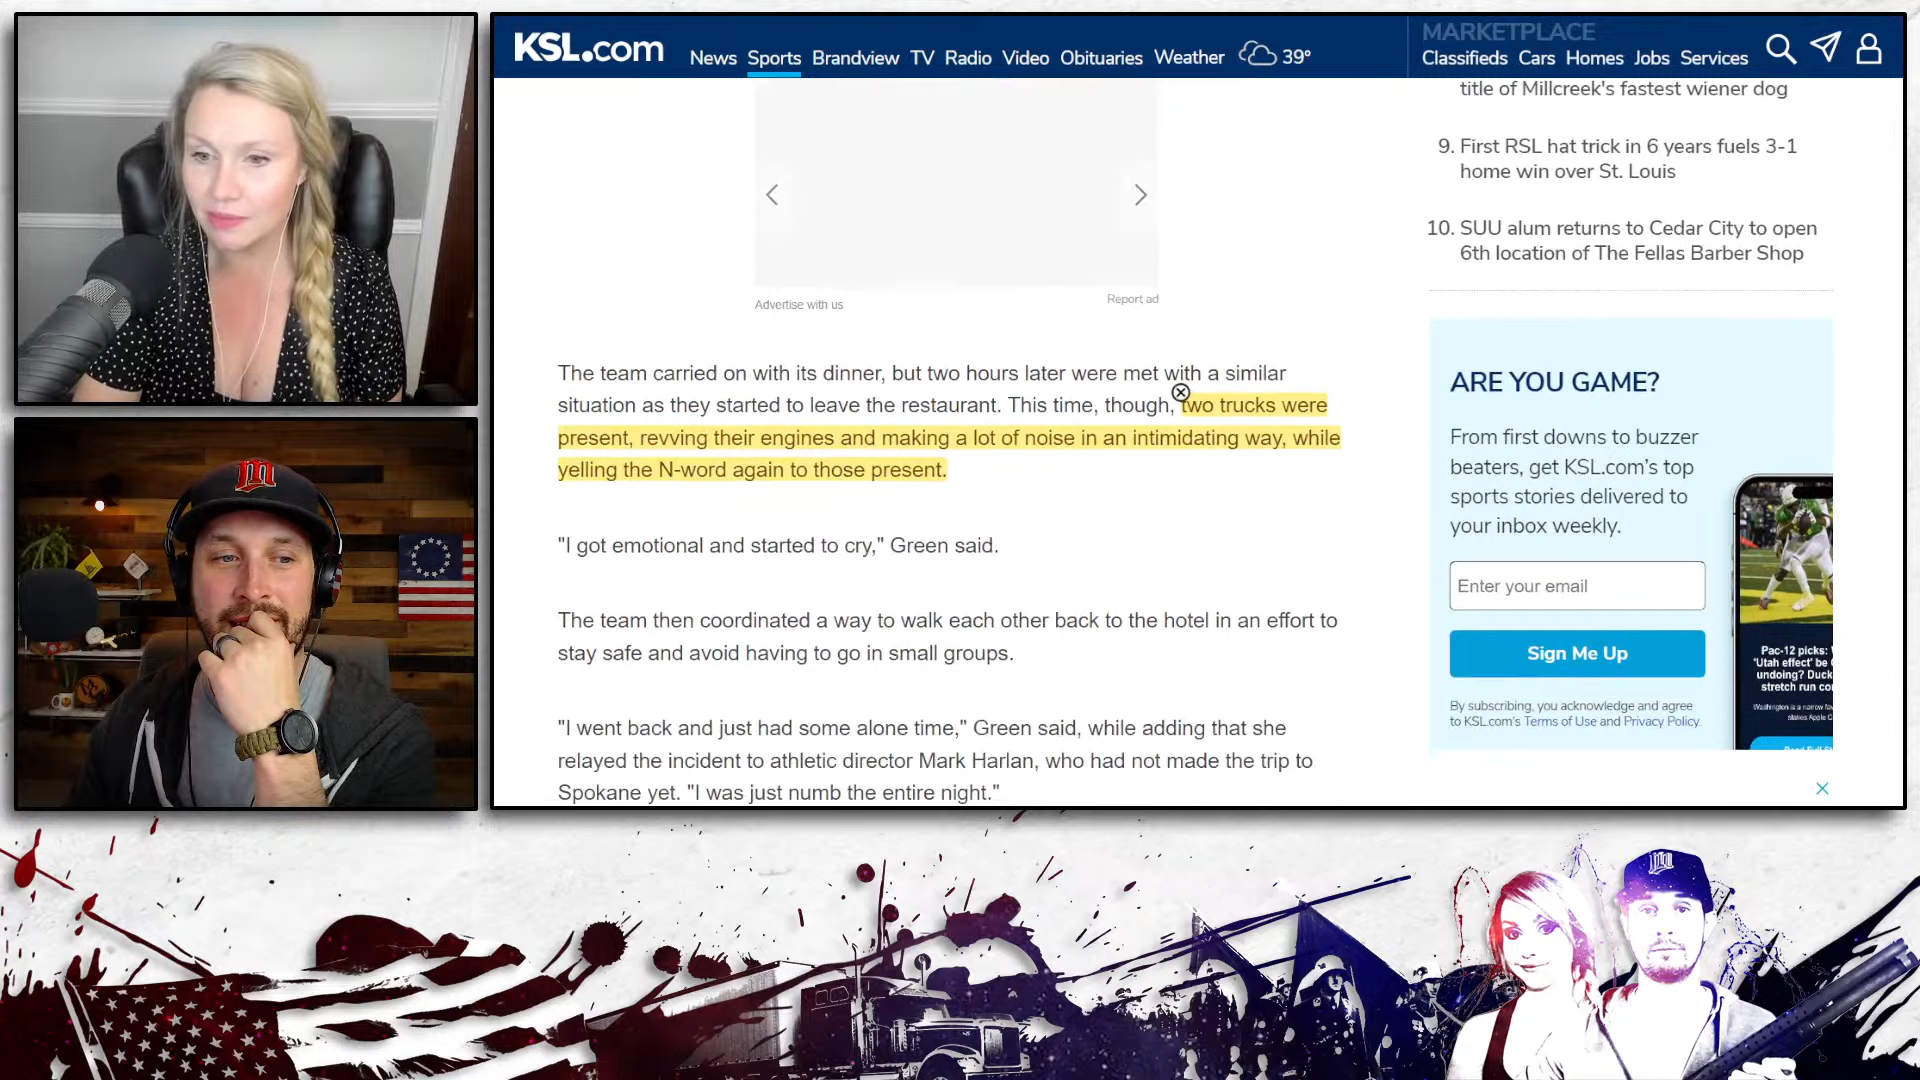 KSL.com
News Sports Brandview TV Radio Video Obituaries Weather 39°
MARKETPLACE
Classifieds Cars Homes Jobs Services
title of Millcreek's fastest wiener dog
9. First RSL hat trick in 6 years fuels 3-1
home win over St. Louis
10. SUU alum returns to Cedar City to open
6th location of The Fellas Barber Shop
Advertise with us
Report ad
The team carried on with its dinner, but two hours later were met with a similar
situation as they started to leave the restaurant. This time, though, two trucks were
present, revving their engines and making a lot of noise in an intimidating way, while
yelling the N-word again to those present.
"I got emotional and started to cry," Green said.
The team then coordinated a way to walk each other back to the hotel in an effort to
stay safe and avoid having to go in small groups.
"I went back and just had some alone time," Green said, while adding that she
relayed the incident to athletic director Mark Harlan, who had not made the trip to
Spokane yet. "I was just numb the entire night."
ARE YOU GAME?
From first downs to buzzer
beaters, get KSL.com's top
sports stories delivered to
your inbox weekly.
Enter your email
Sign Me Up
By subscribing, you acknowledge and agree
to KSL.com's Terms of Use and Privacy Policy.
Pac-12 picks:
'Utah effect' be
undoing? Duck
stretch run co